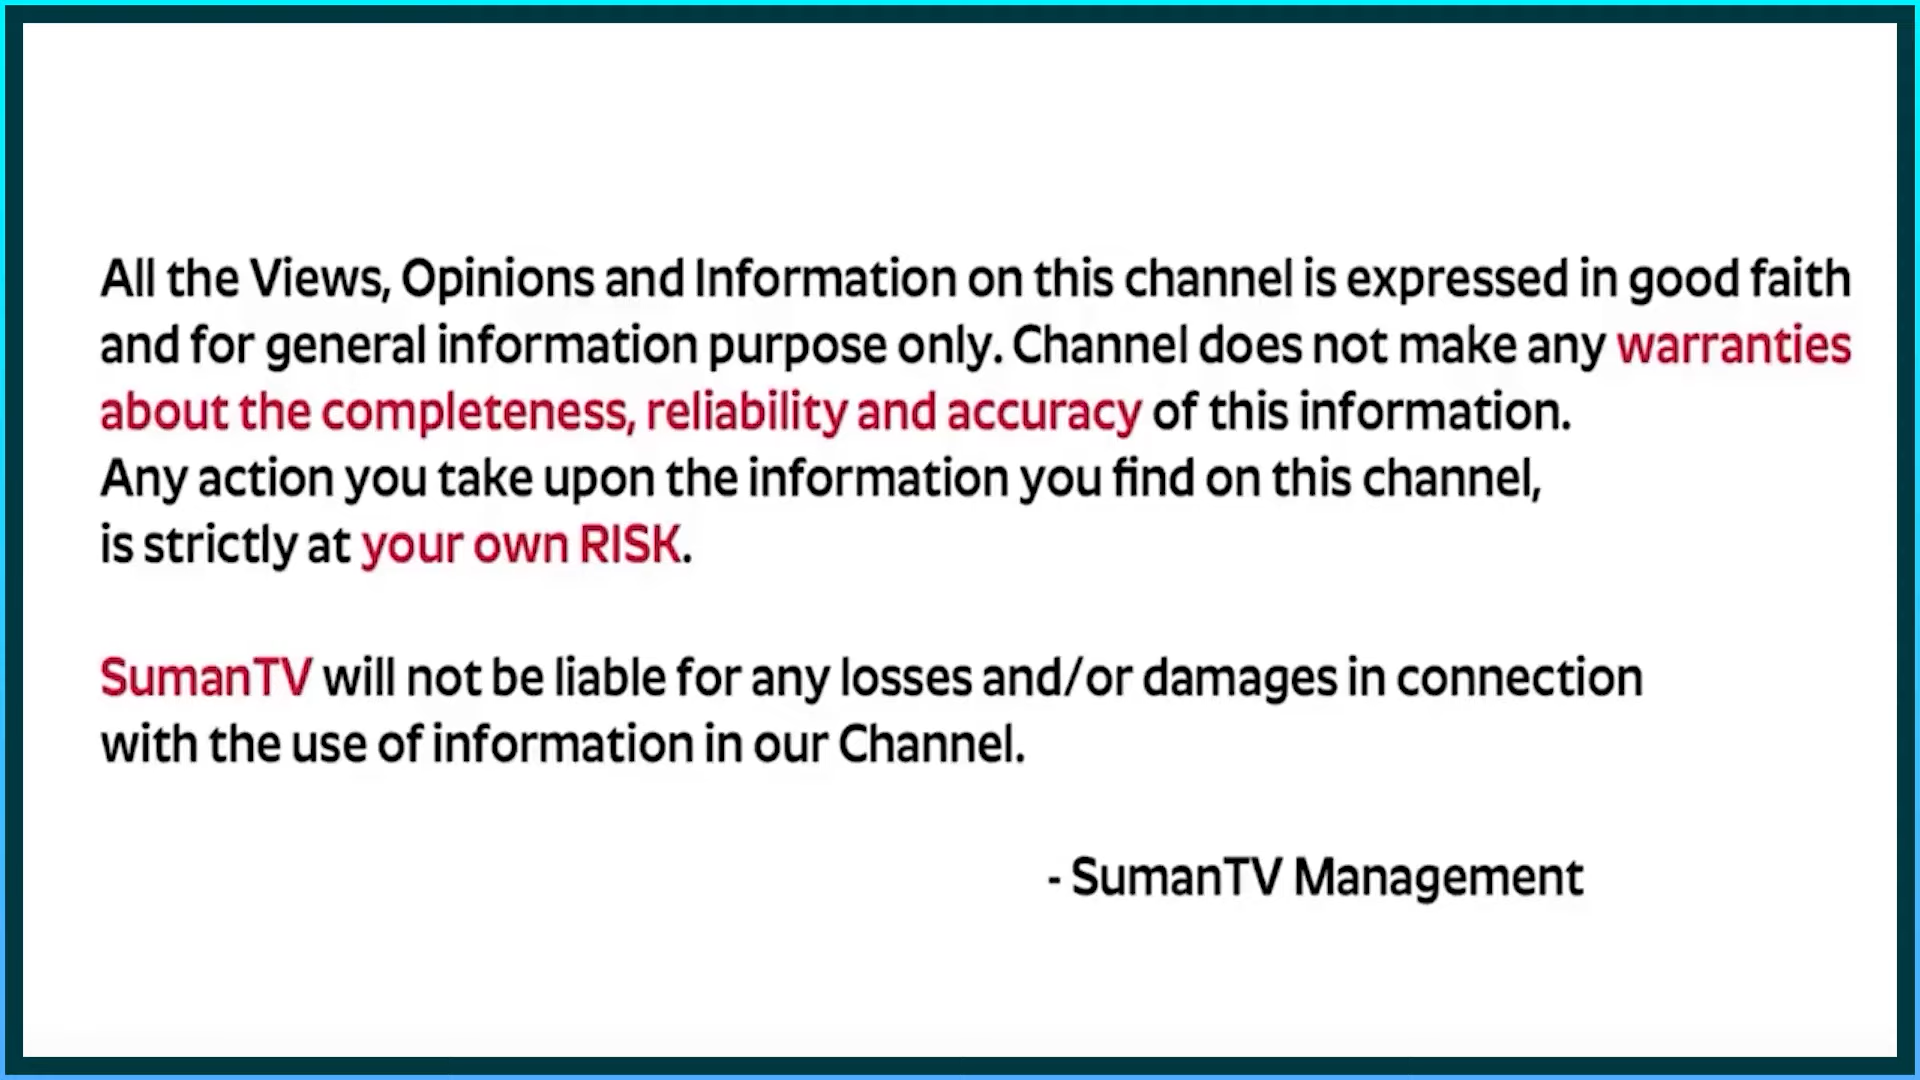 All the Views, Opinions and Information on this channel is expressed in good faith
and for general information purpose only. Channel does not make any warranties
about the completeness, reliability and accuracy of this information.
Any action you take upon the information you find on this channel,
is strictly at your own RISK.
SumanTV will not be liable for any losses and/or damages in connection
with the use of information in our Channel.
- SumanTV Management